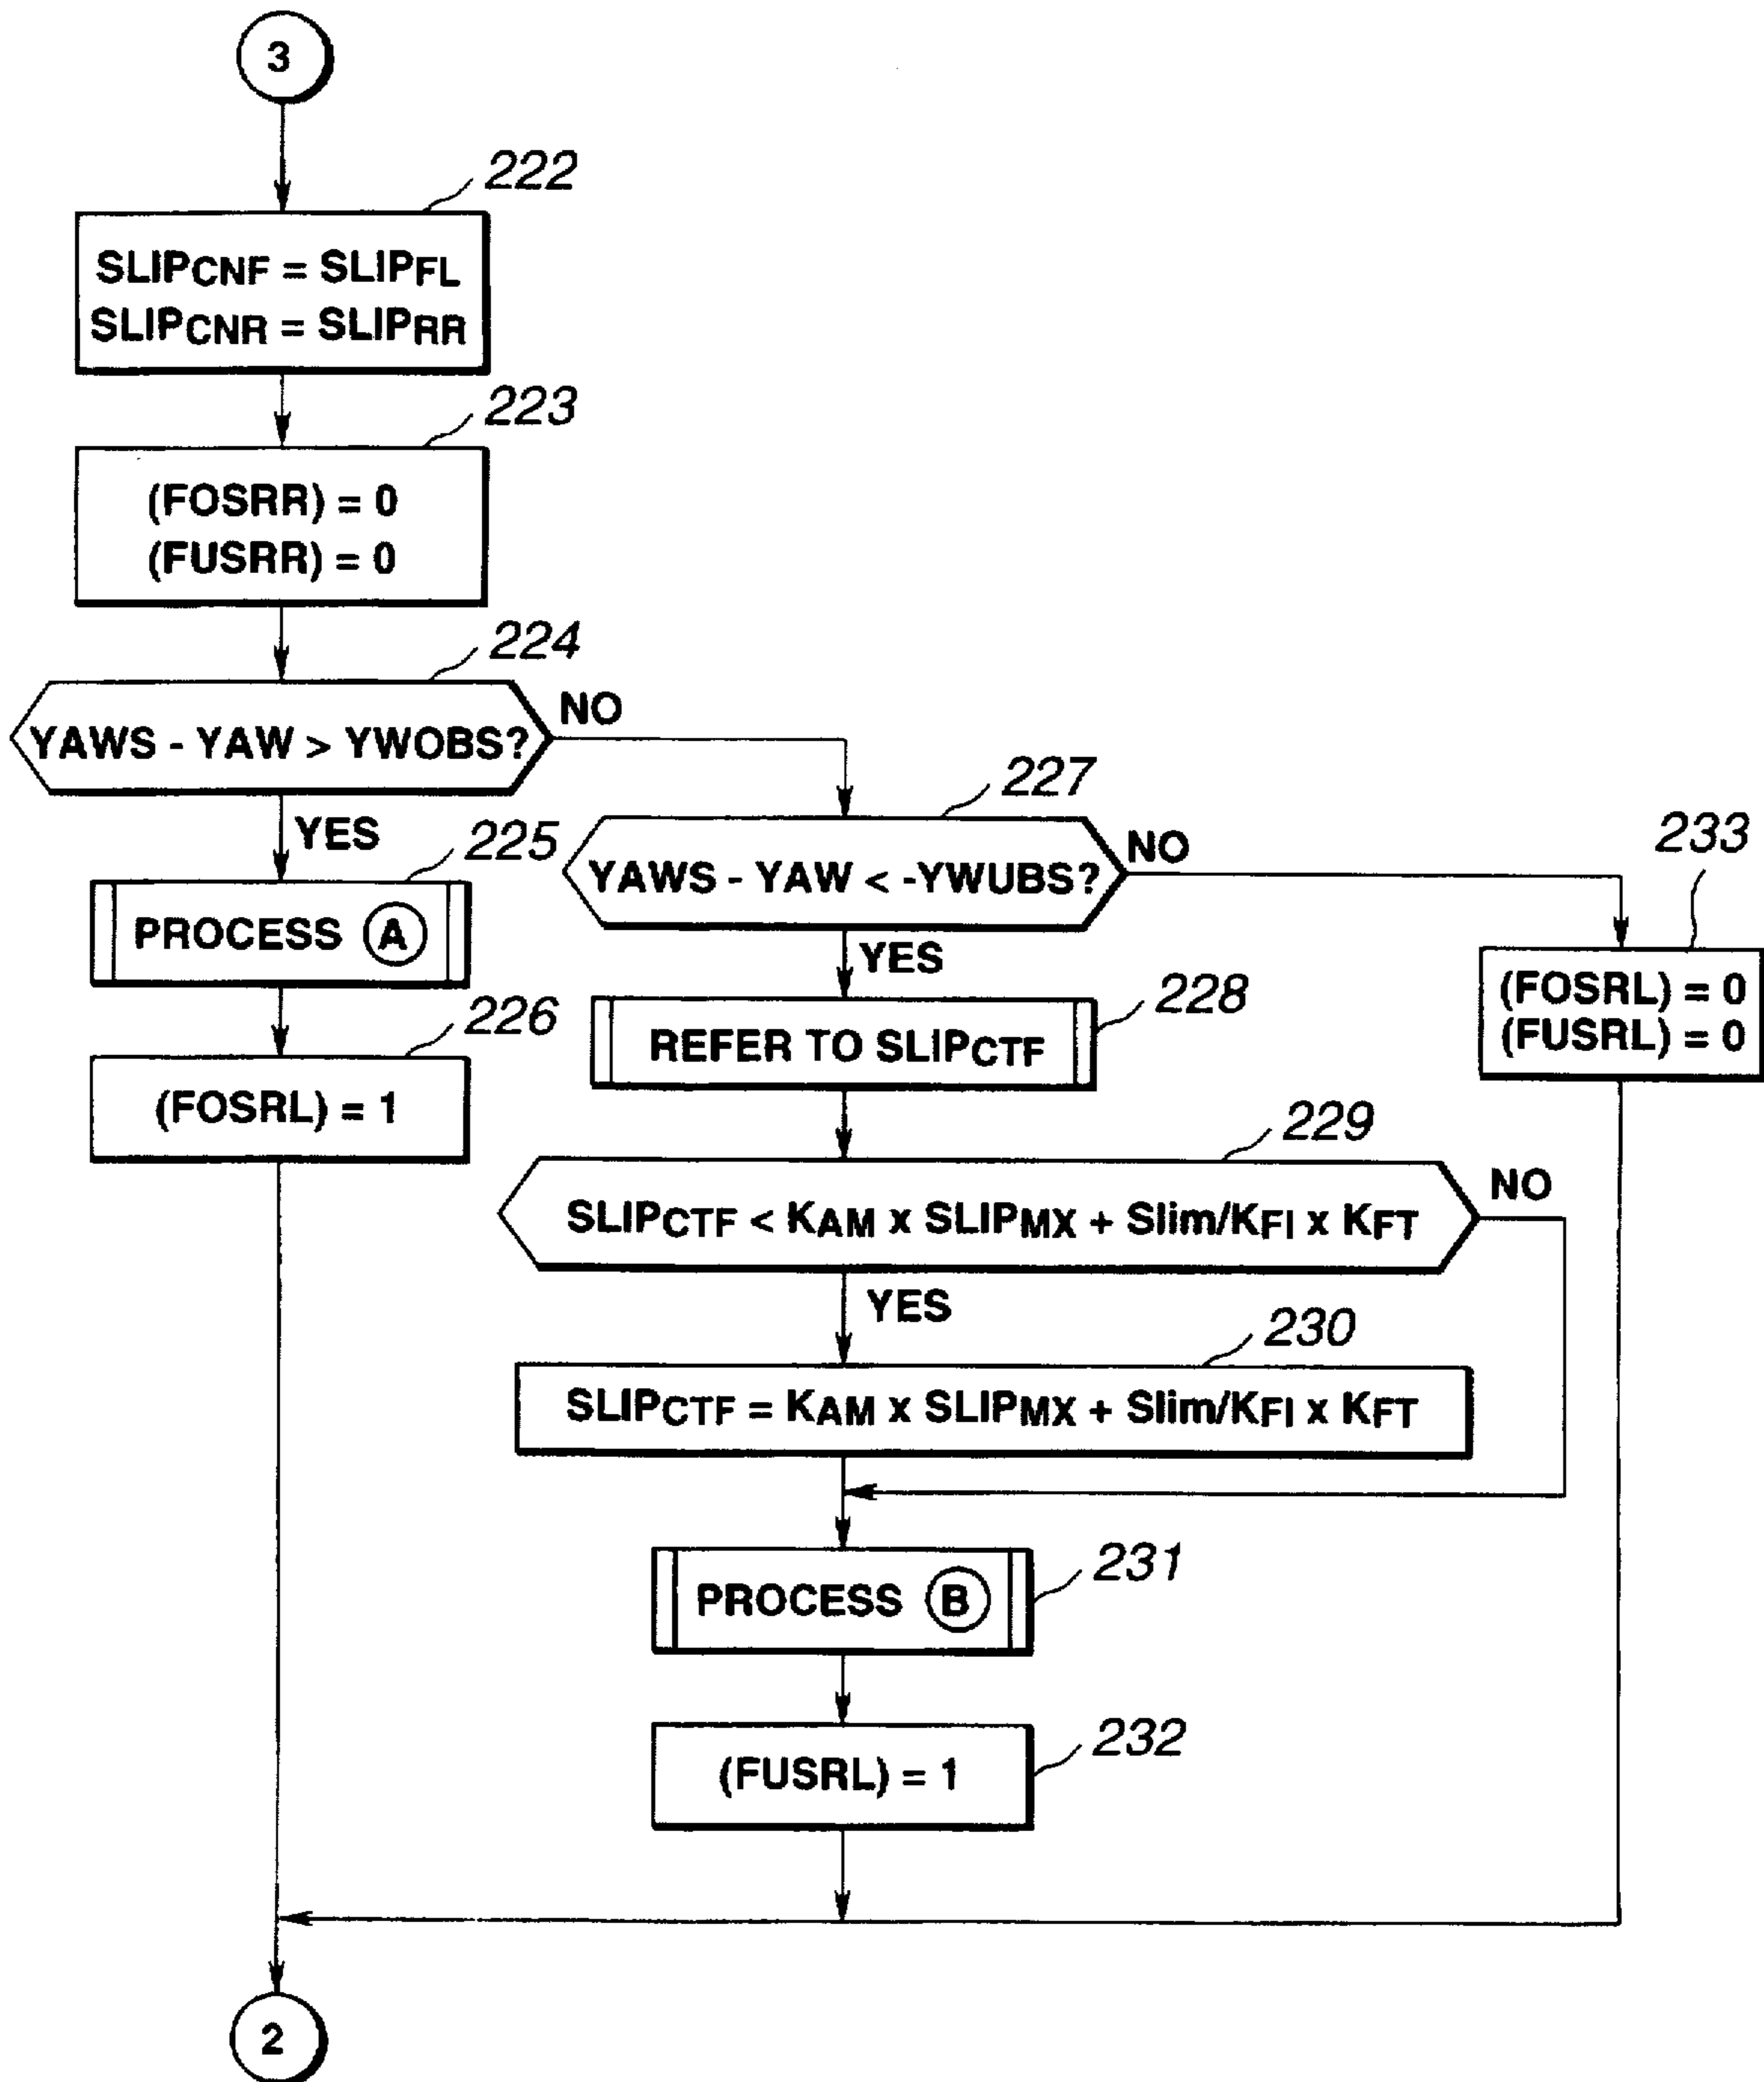 3
222
SLIPCNF = SLIPFL
SLIPCNR = SLIPRR
223
(FOSRR) = 0
(FUSRR) = 0
224
YAWS - YAW > YWOBS?
NO
YES
225
PROCESS A
226
(FOSRL) = 1
227
YAWS - YAW < -YWUBS?
NO
YES
228
REFER TO SLIPCTF
233
(FOSRL) = 0
(FUSRL) = 0
229
SLIPCTF < KAM x SLIPMX + Slim/KFI x KFT
NO
YES
230
SLIPCTF = KAM x SLIPMX + Slim/KFI x KFT
231
PROCESS B
232
(FUSRL) = 1
2